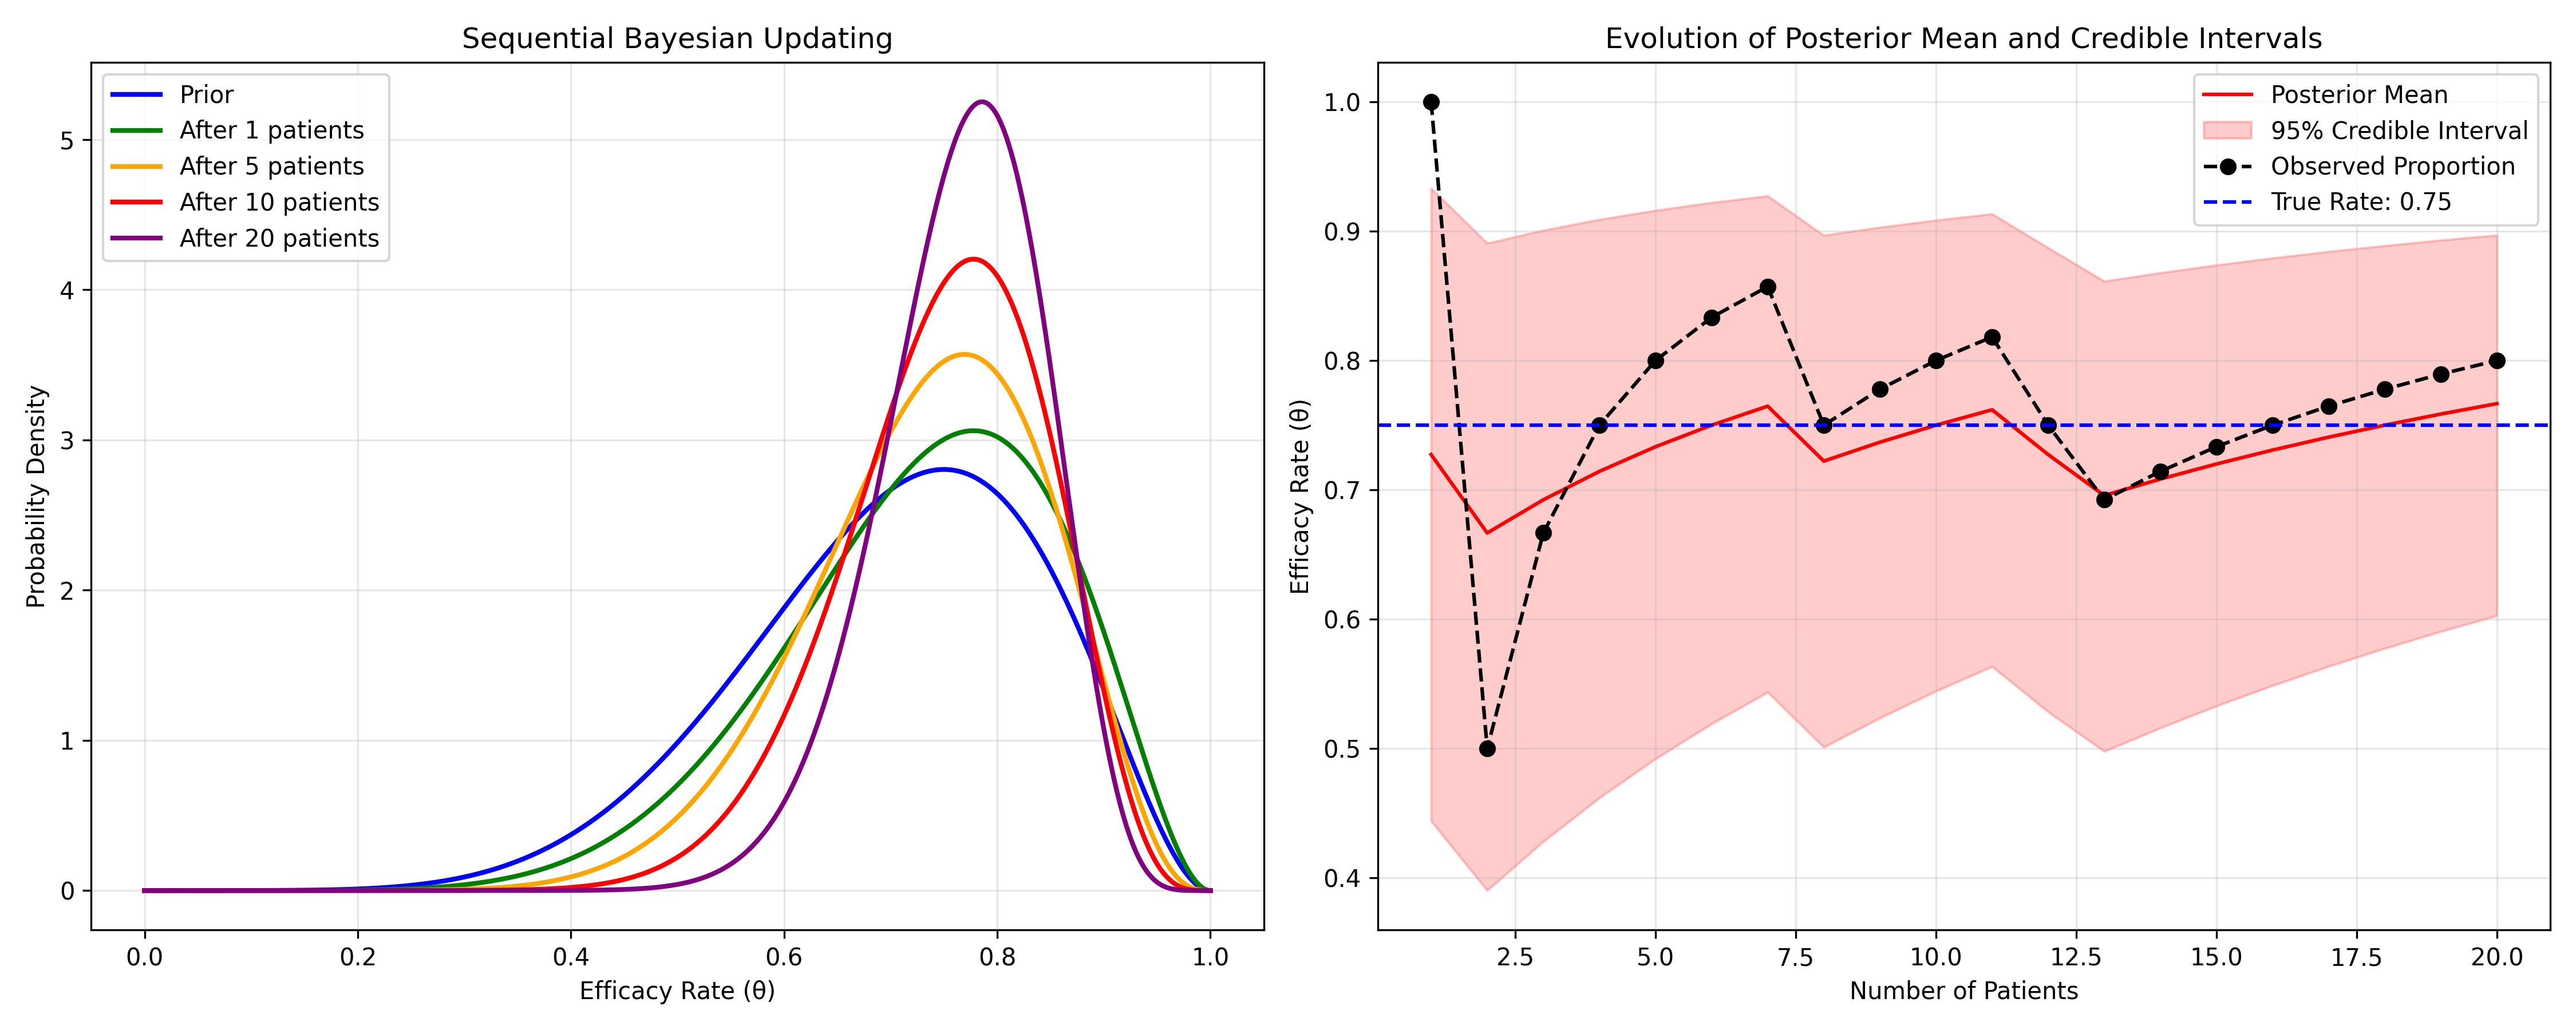 Sequential Bayesian Updating
Prior
After 1 patients
After 5 patients
After 10 patients
After 20 patients
Probability Density
5
4
3
2
1
0
0.0 0.2 0.4 0.6 0.8 1.0
Efficacy Rate (θ)
Evolution of Posterior Mean and Credible Intervals
Posterior Mean
95% Credible Interval
Observed Proportion
True Rate: 0.75
Efficacy Rate (θ)
1.0
0.9
0.8
0.7
0.6
0.5
0.4
2.5 5.0 7.5 10.0 12.5 15.0 17.5 20.0
Number of Patients